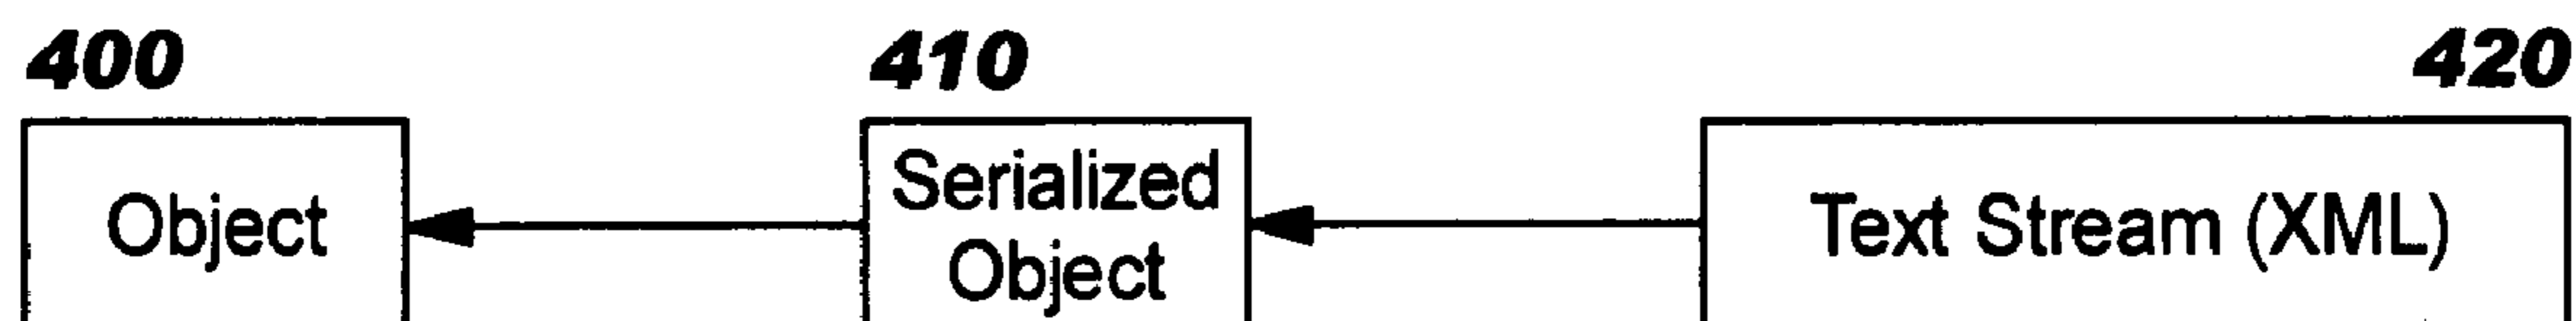 400
410
420
Object
Serialized
Object
Text Stream (XML)